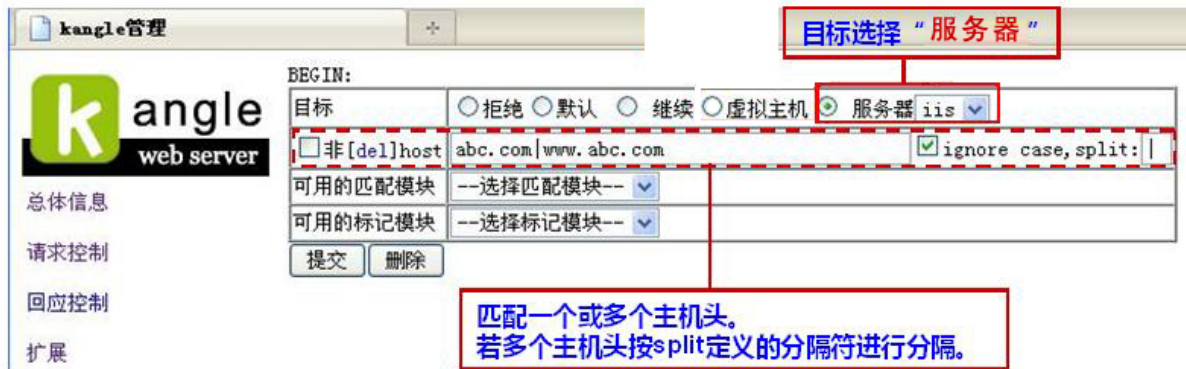 kangle管理
目标选择“服务器”
BEGIN:
目标 拒绝 默认 继续 虚拟主机 服务器 iis
k angle
web server
非[del]host abc.com|www.abc.com ignore case,split: |
可用的匹配模块 --选择匹配模块--
可用的标记模块 --选择标记模块--
提交 删除
总体信息
请求控制
回应控制
扩展
匹配一个或多个主机头。
若多个主机头按split定义的分隔符进行分隔。